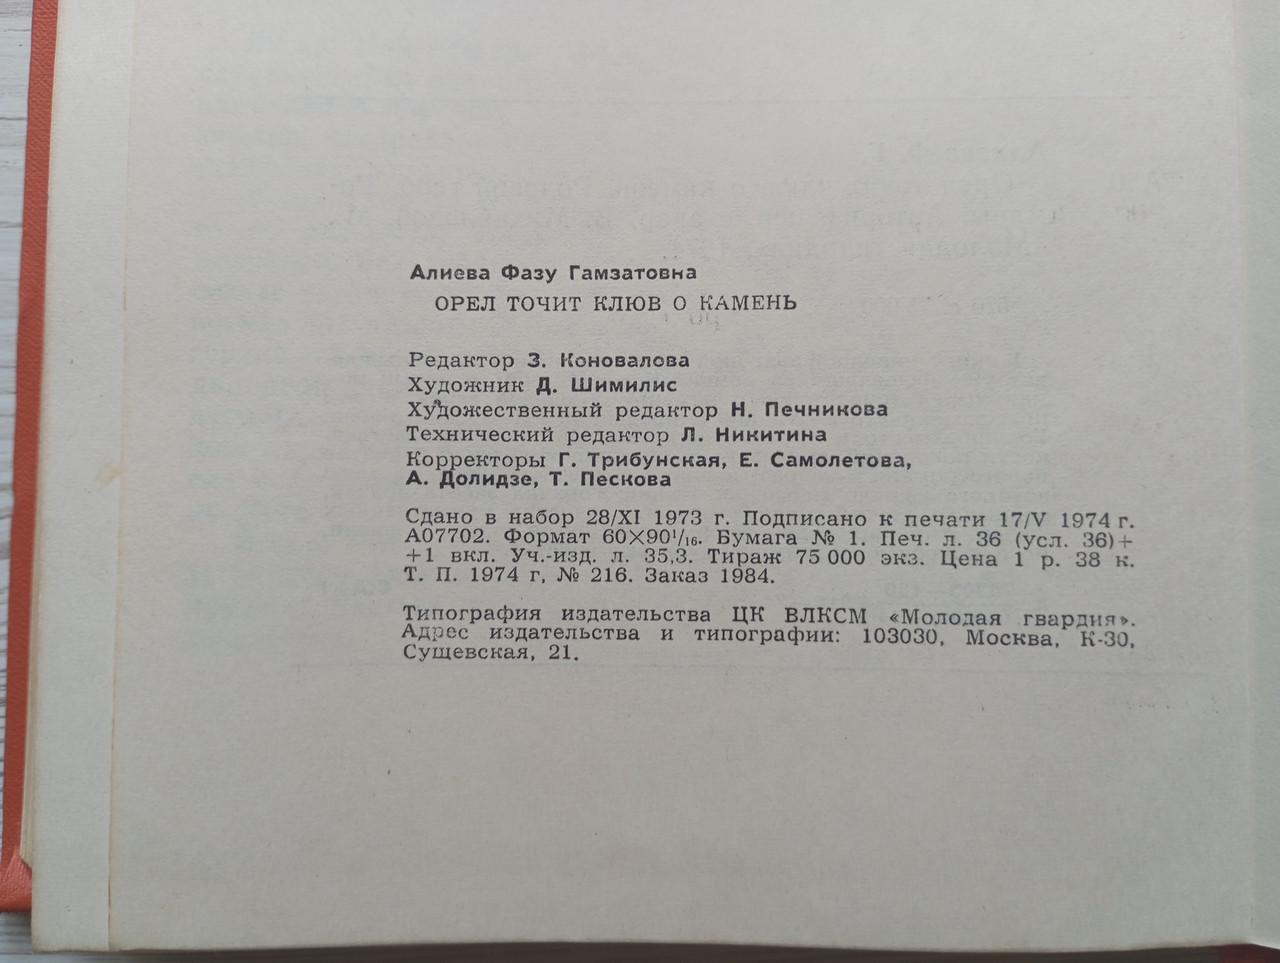 Алиева Фазу Гамзатовна
ОРЕЛ ТОЧИТ КЛЮВ О КАМЕНЬ
Редактор З. Коновалова
Художник Д. Шимилис
Художественный редактор Н. Печникова
Технический редактор Л. Никитина
Корректоры Г. Трибунская, Е. Самолетова,
А. Долидзе, Т. Пескова
Сдано в набор 28/XI 1973 г. Подписано к печати 17/V 1974 г.
А07702. Формат 60×90¹/₁₆. Бумага № 1. Печ. л. 36 (усл. 36)+
+1 вкл. Уч.-изд. л. 35,3. Тираж 75 000 экз. Цена 1 р. 38 к.
Т. П. 1974 г, № 216. Заказ 1984.
Типография издательства ЦК ВЛКСМ «Молодая гвардия».
Адрес издательства и типографии: 103030, Москва, К-30,
Сущевская, 21.